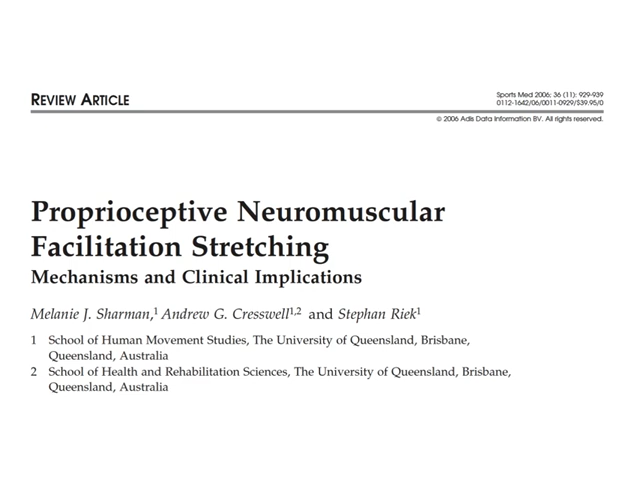 REVIEW ARTICLE
Sports Med 2006; 36 (11): 929-939
0112-1642/06/0011-0929/$39.95/0
© 2006 Adis Data Information BV. All rights reserved.
Proprioceptive Neuromuscular
Facilitation Stretching
Mechanisms and Clinical Implications
Melanie J. Sharman,1 Andrew G. Cresswell1,2 and Stephan Riek1
1 School of Human Movement Studies, The University of Queensland, Brisbane,
Queensland, Australia
2 School of Health and Rehabilitation Sciences, The University of Queensland, Brisbane,
Queensland, Australia